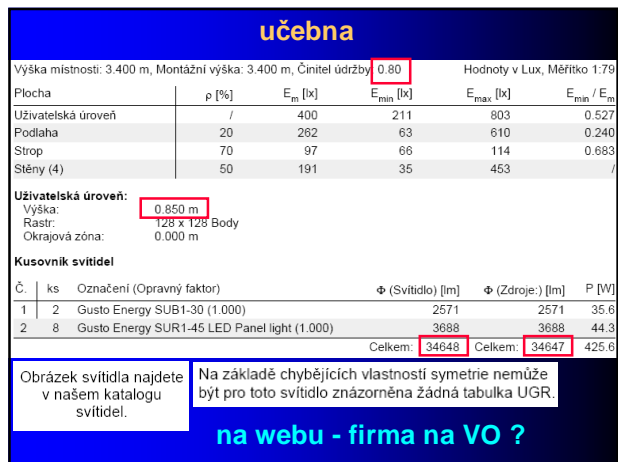 učebna
Výška místnosti: 3.400 m, Montážní výška: 3.400 m, Činitel údržby: 0.80 Hodnoty v Lux, Měřítko 1:79
Plocha ρ [%] Em [lx] Emin [lx] Emax [lx] Emin / Em
Uživatelská úroveň / 400 211 803 0.527
Podlaha 20 262 63 610 0.240
Strop 70 97 66 114 0.683
Stěny (4) 50 191 35 453 /
Uživatelská úroveň:
Výška: 0.850 m
Rastr: 128 x 128 Body
Okrajová zóna: 0.000 m
Kusovník svítidel
Č. ks Označení (Opravný faktor) Φ (Svítidlo) [lm] Φ (Zdroje:) [lm] P [W]
1 2 Gusto Energy SUB1-30 (1.000) 2571 2571 35.6
2 8 Gusto Energy SUR1-45 LED Panel light (1.000) 3688 3688 44.3
Celkem: 34648 Celkem: 34647 425.6
Obrázek svítidla najdete
v našem katalogu
svítidel.
Na základě chybějících vlastností symetrie nemůže
být pro toto svítidlo znázorněna žádná tabulka UGR.
na webu - firma na VO ?